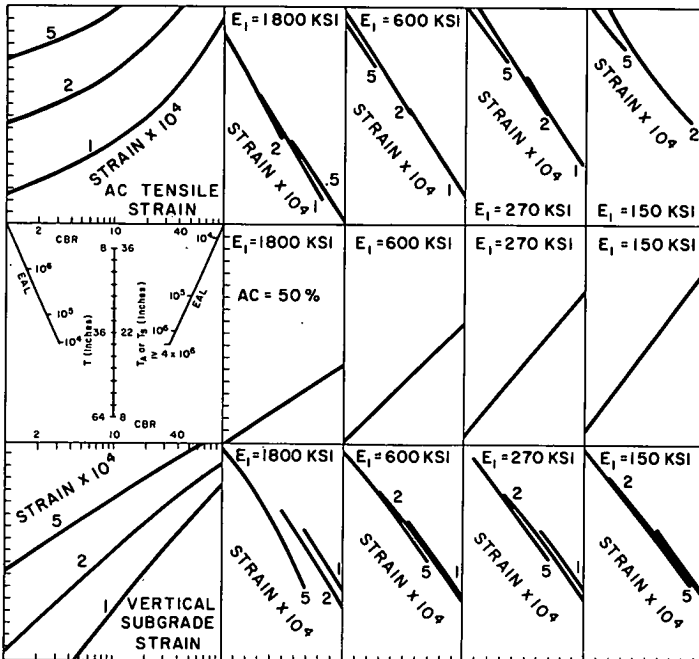 5
2
1
STRAIN × 10⁴
AC TENSILE
STRAIN
E₁ = 1800 KSI
2
.5
1
STRAIN × 10⁴
E₁ = 600 KSI
5
2
1
STRAIN × 10⁴
5
2
1
STRAIN × 10⁴
E₁ = 270 KSI
5
2
STRAIN × 10⁴
E₁ = 150 KSI
2
CBR
10
40
8
36
10⁴
10⁶
EAL
10⁵
10⁴
T (Inches)
36
22
T_A or T_S (Inches)
10⁵
EAL
10⁶
≥ 4 × 10⁶
64
8
2
10
CBR
40
E₁ = 1800 KSI
AC = 50 %
E₁ = 600 KSI
E₁ = 270 KSI
E₁ = 150 KSI
STRAIN × 10⁴
5
2
1
VERTICAL
SUBGRADE
STRAIN
E₁ = 1800 KSI
1
5
2
STRAIN × 10⁴
E₁ = 600 KSI
2
5
1
STRAIN × 10⁴
E₁ = 270 KSI
2
5
1
STRAIN × 10⁴
E₁ = 150 KSI
2
5
STRAIN × 10⁴